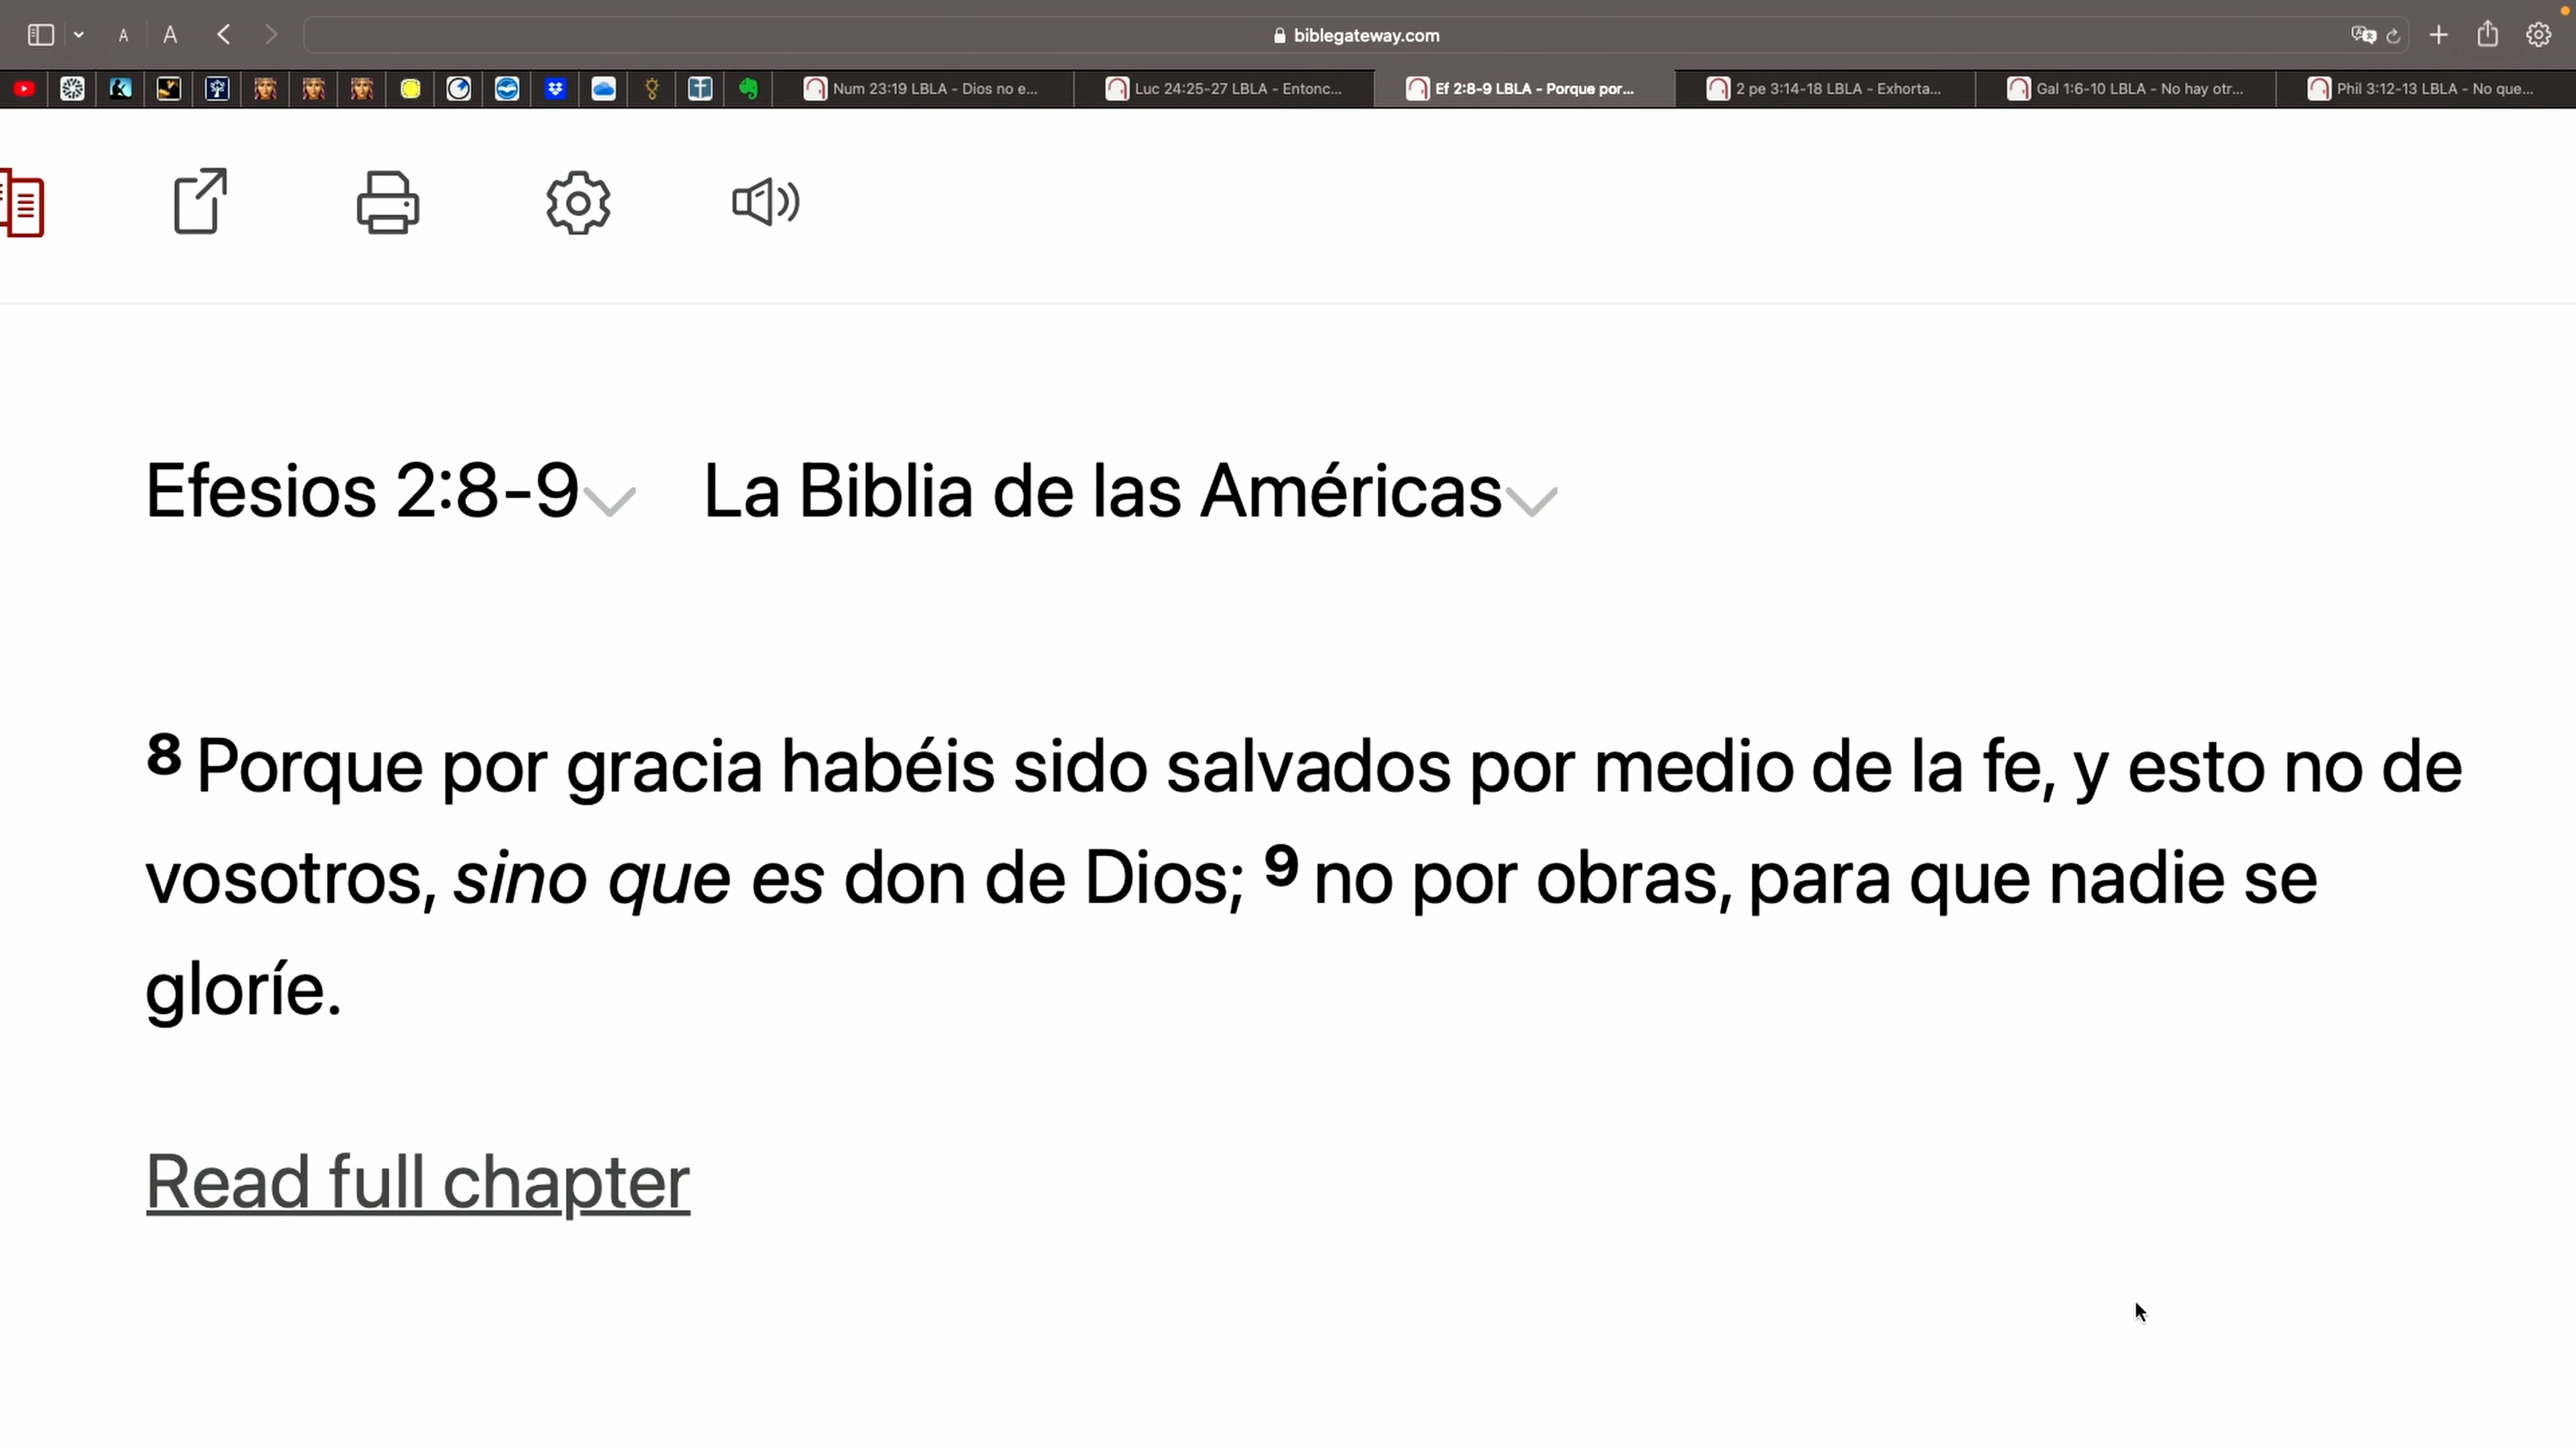 A A biblegateway.com
Num 23:19 LBLA - Dios no e... Luc 24:25-27 LBLA - Entonc... Ef 2:8-9 LBLA - Porque por... 2 pe 3:14-18 LBLA - Exhorta... Gal 1:6-10 LBLA - No hay otr... Phil 3:12-13 LBLA - No que...
Efesios 2:8-9 La Biblia de las Américas
8 Porque por gracia habéis sido salvados por medio de la fe, y esto no de
vosotros, sino que es don de Dios; 9 no por obras, para que nadie se
gloríe.
Read full chapter